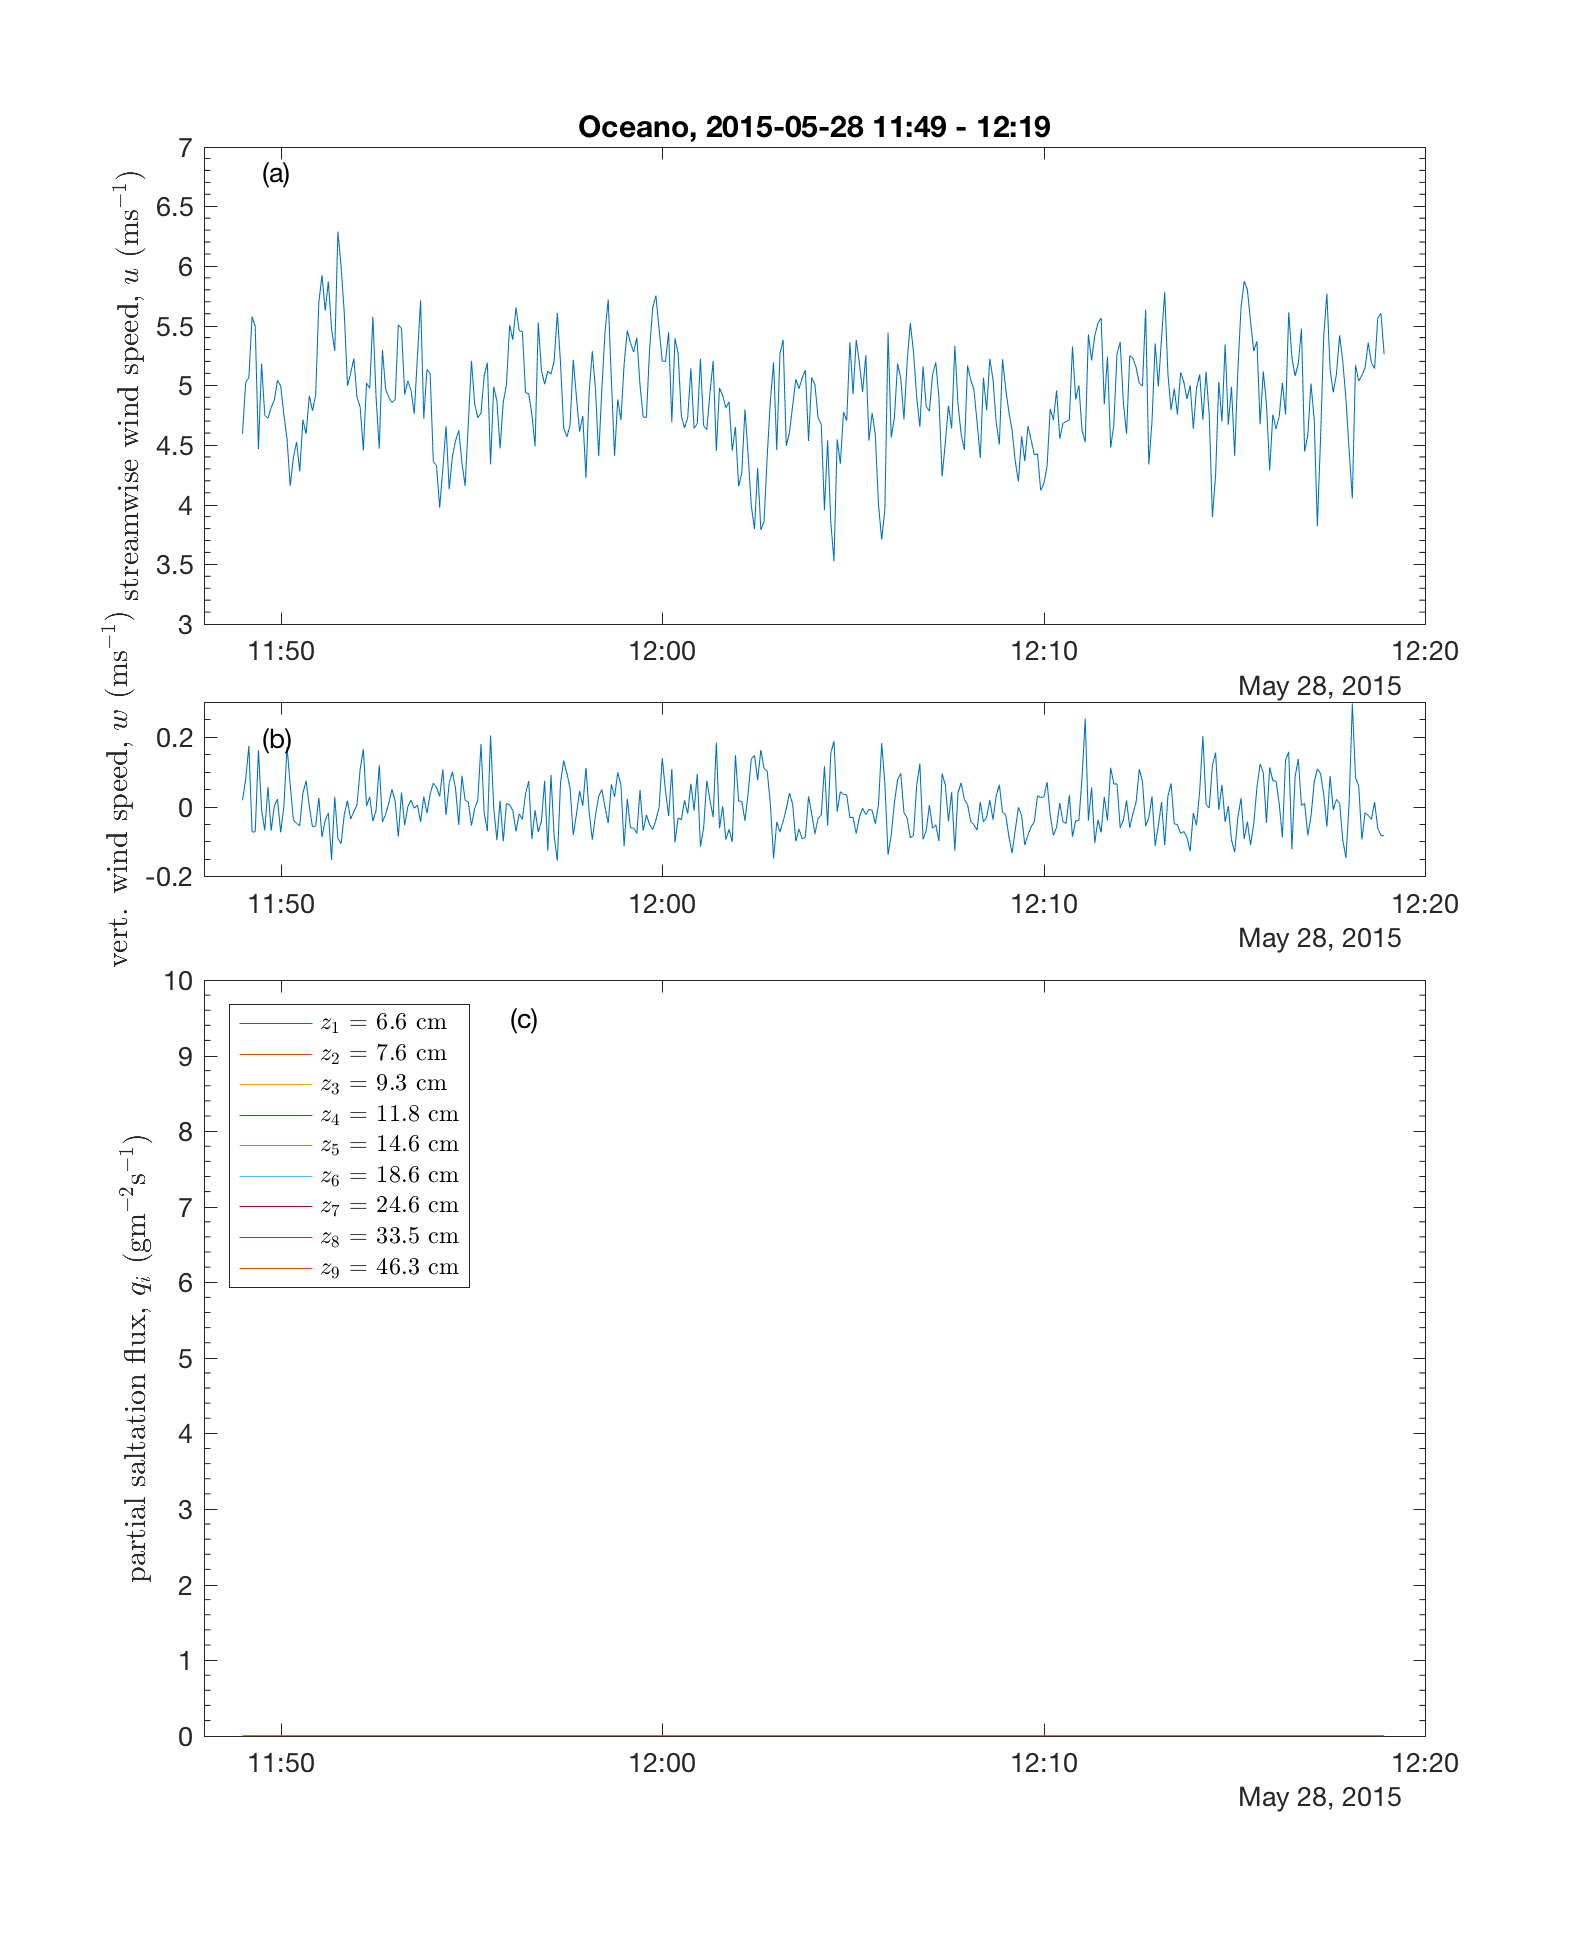 Oceano, 2015-05-28 11:49 - 12:19
streamwise wind speed, u (ms⁻¹)
(a)
7
6.5
6
5.5
5
4.5
4
3.5
3
11:50 12:00 12:10 12:20
May 28, 2015
vert. wind speed, w (ms⁻¹)
(b)
0.2
0
-0.2
11:50 12:00 12:10 12:20
May 28, 2015
partial saltation flux, qᵢ (gm⁻²s⁻¹)
(c)
10
9
8
7
6
5
4
3
2
1
0
z₁ = 6.6 cm
z₂ = 7.6 cm
z₃ = 9.3 cm
z₄ = 11.8 cm
z₅ = 14.6 cm
z₆ = 18.6 cm
z₇ = 24.6 cm
z₈ = 33.5 cm
z₉ = 46.3 cm
11:50 12:00 12:10 12:20
May 28, 2015